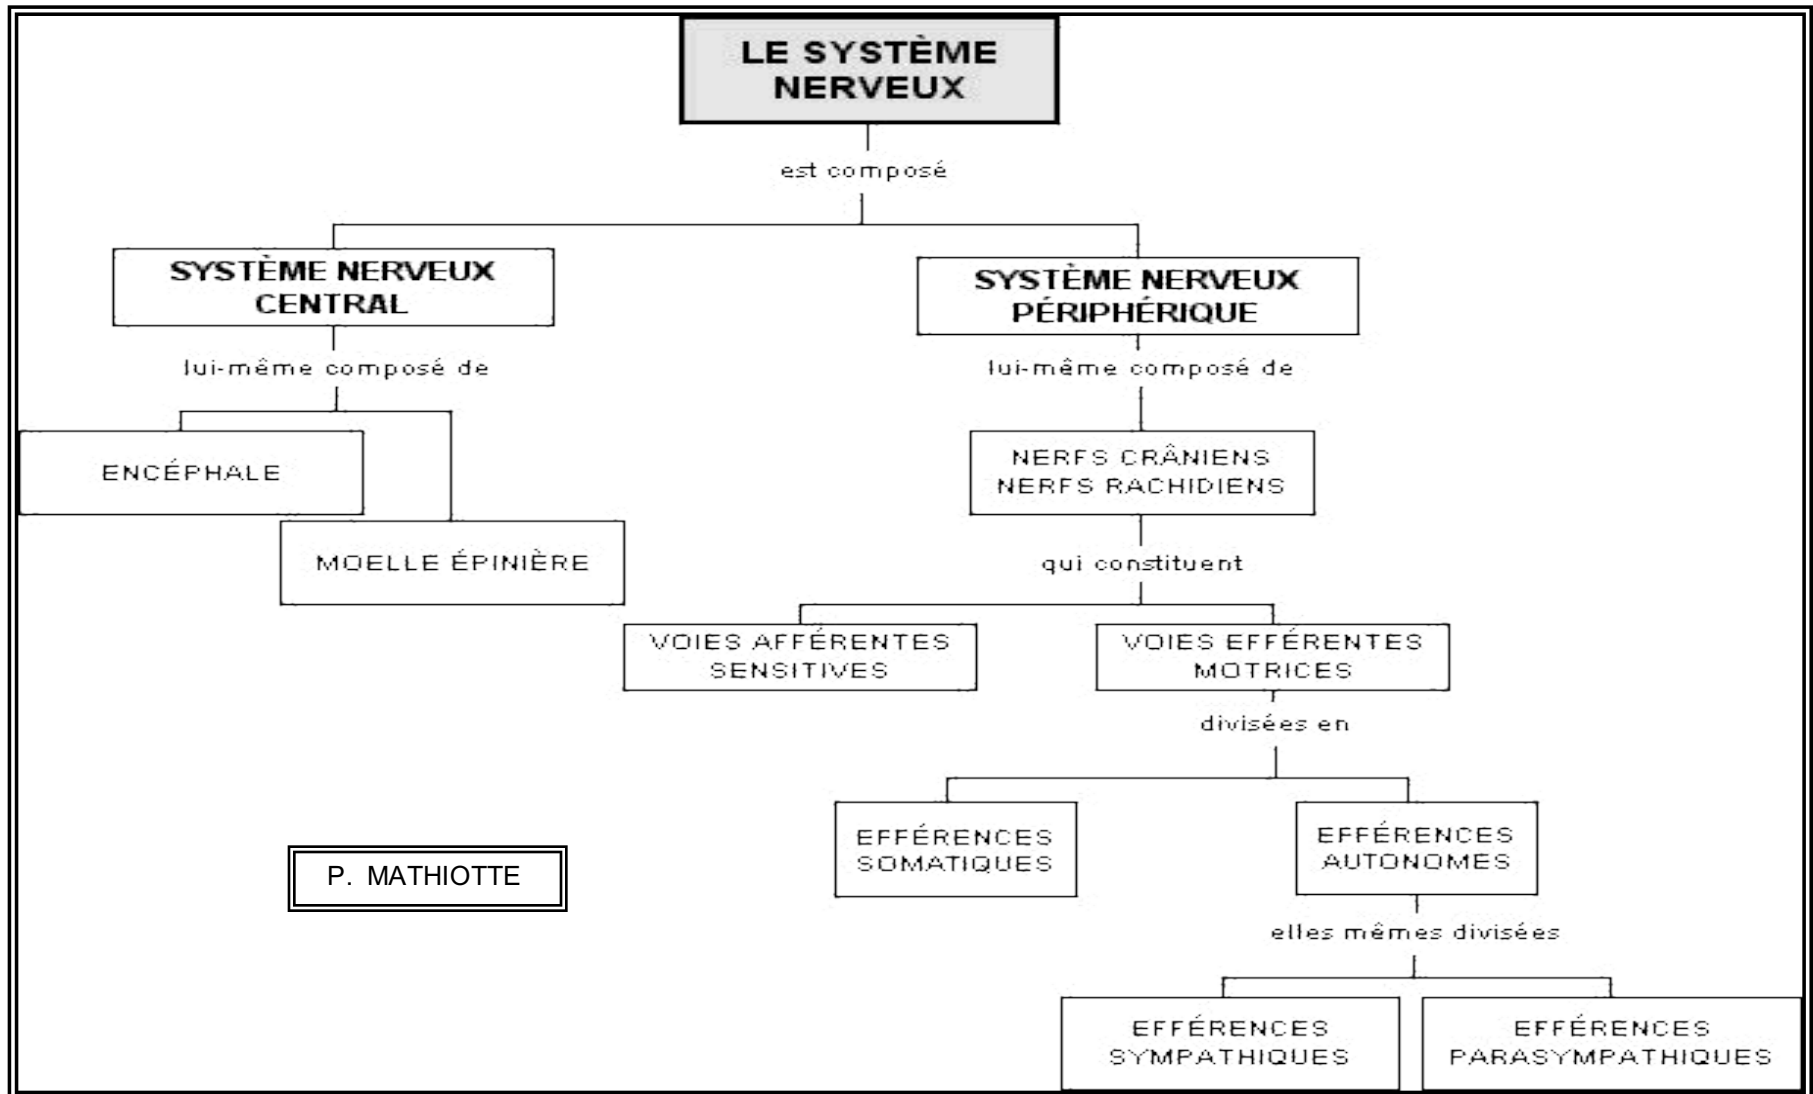 LE SYSTÈME
NERVEUX
est composé
SYSTÈME NERVEUX
CENTRAL
SYSTÈME NERVEUX
PÉRIPHÉRIQUE
lui-même composé de
lui-même composé de
ENCÉPHALE
NERFS CRÂNIENS
NERFS RACHIDIENS
MOELLE ÉPINIÈRE
qui constituent
VOIES AFFÉRENTES
SENSITIVES
VOIES EFFÉRENTES
MOTRICES
divisées en
EFFÉRENCES
SOMATIQUES
EFFÉRENCES
AUTONOMES
P. MATHIOTTE
elles mêmes divisées
EFFÉRENCES
SYMPATHIQUES
EFFÉRENCES
PARASYMPATHIQUES